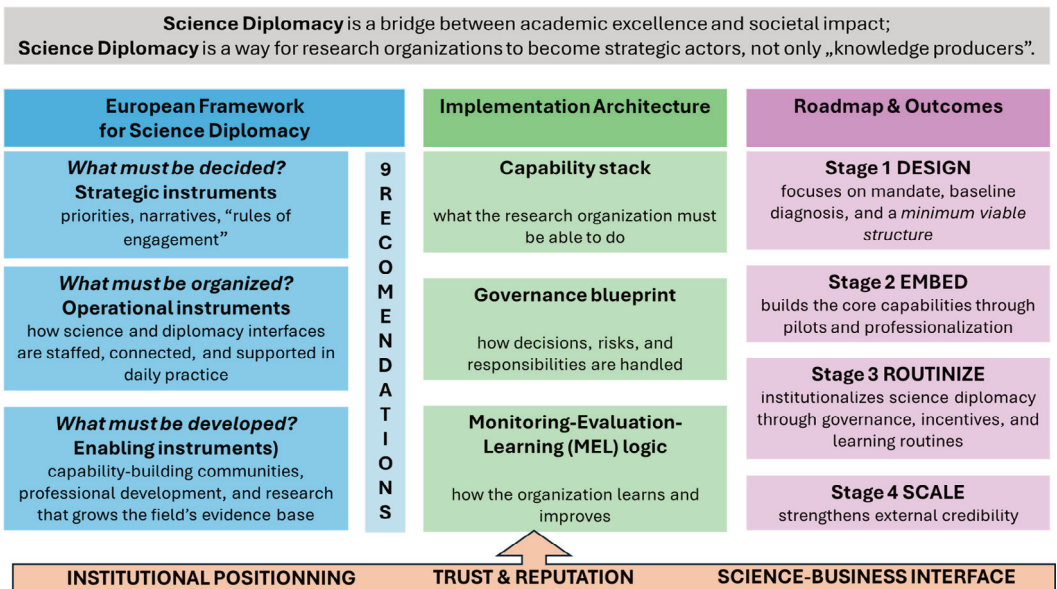 Science Diplomacy is a bridge between academic excellence and societal impact;
Science Diplomacy is a way for research organizations to become strategic actors, not only „knowledge producers”.
European Framework
for Science Diplomacy
What must be decided?
Strategic instruments
priorities, narratives, “rules of
engagement”
What must be organized?
Operational instruments
how science and diplomacy interfaces
are staffed, connected, and supported in
daily practice
What must be developed?
Enabling instruments)
capability-building communities,
professional development, and research
that grows the field’s evidence base
9
R
E
C
O
M
E
N
D
A
T
I
O
N
S
Implementation Architecture
Capability stack
what the research organization must
be able to do
Governance blueprint
how decisions, risks, and
responsibilities are handled
Monitoring-Evaluation-
Learning (MEL) logic
how the organization learns and
improves
Roadmap & Outcomes
Stage 1 DESIGN
focuses on mandate, baseline
diagnosis, and a minimum viable
structure
Stage 2 EMBED
builds the core capabilities through
pilots and professionalization
Stage 3 ROUTINIZE
institutionalizes science diplomacy
through governance, incentives, and
learning routines
Stage 4 SCALE
strengthens external credibility
INSTITUTIONAL POSITIONNING TRUST & REPUTATION SCIENCE-BUSINESS INTERFACE